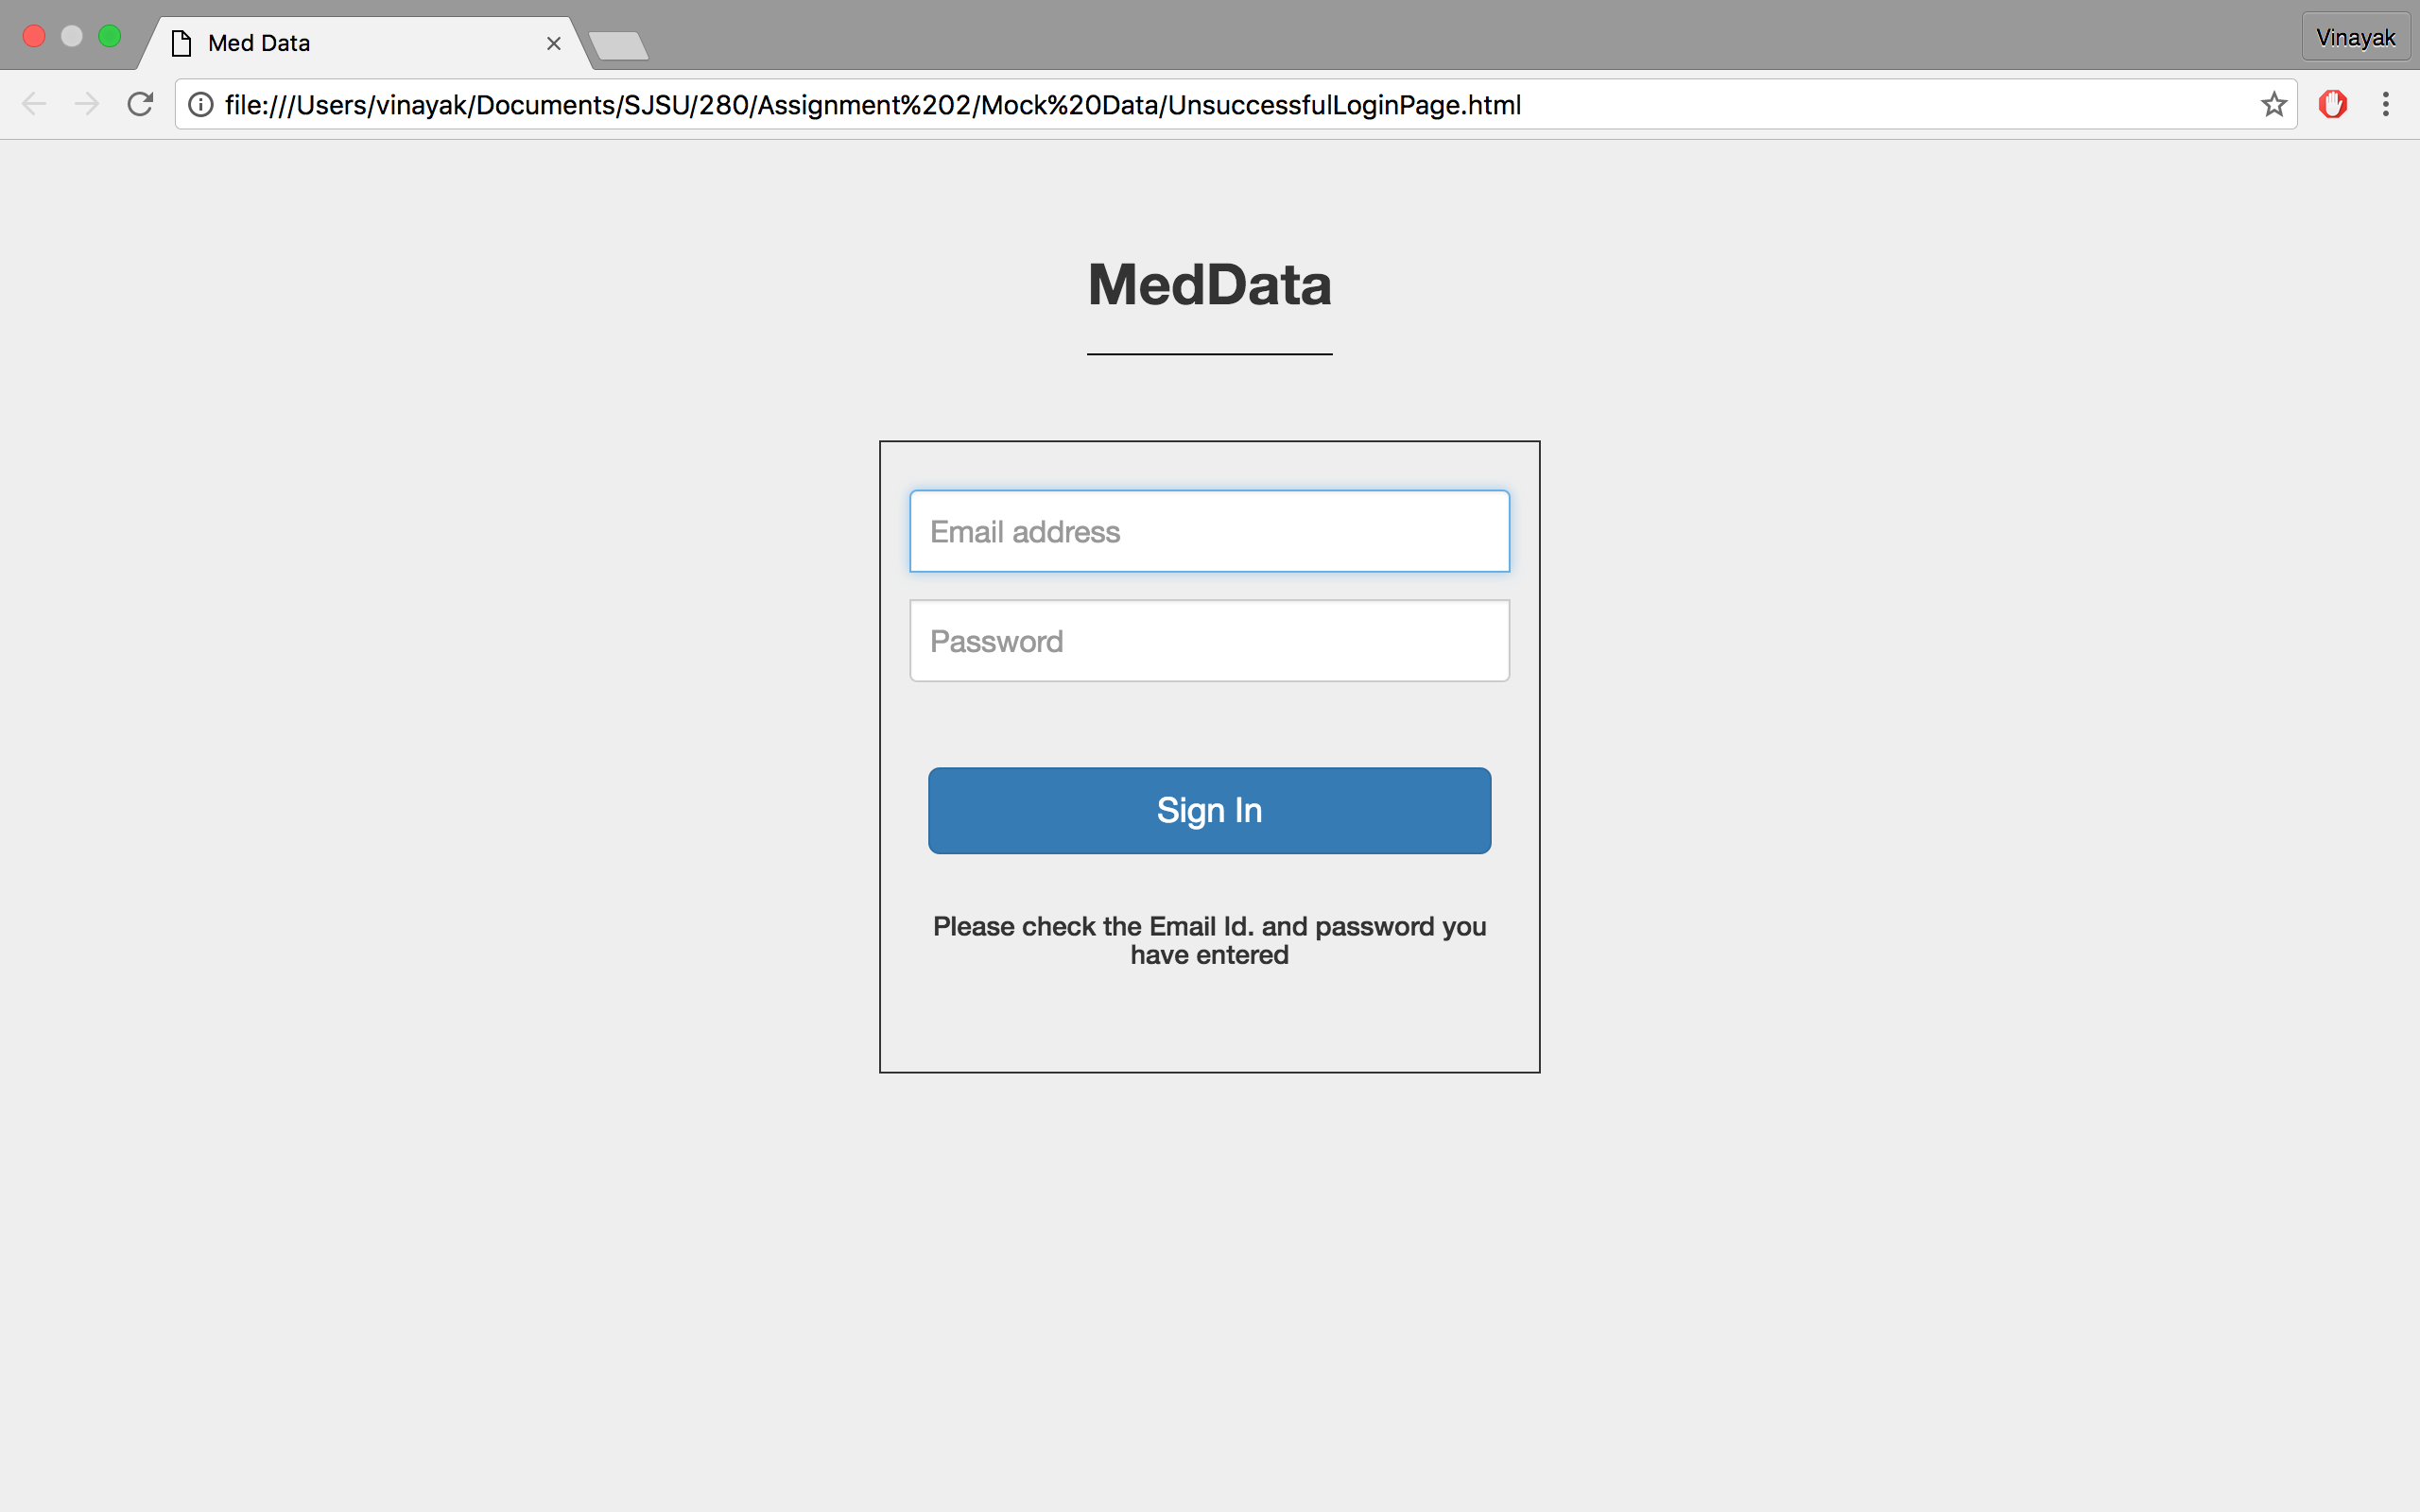 Med Data
Vinayak
file:///Users/vinayak/Documents/SJSU/280/Assignment%202/Mock%20Data/UnsuccessfulLoginPage.html
MedData
Email address
Password
Sign In
Please check the Email Id. and password you
have entered